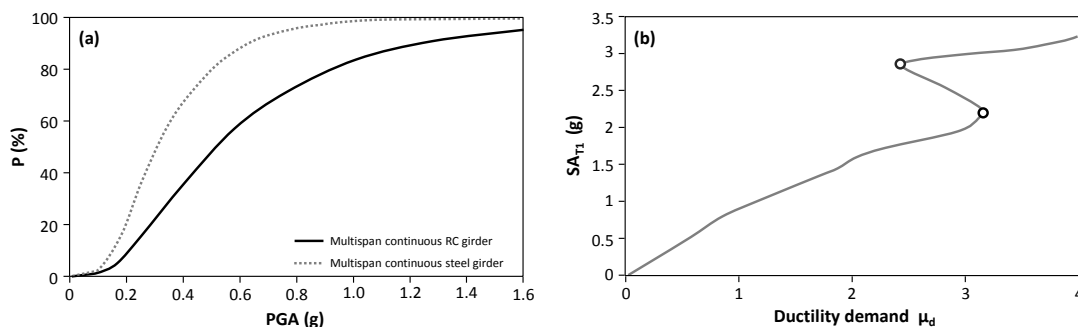 (a)
P (%)
100
80
60
40
20
0
0 0.2 0.4 0.6 0.8 1.0 1.2 1.4 1.6
PGA (g)
Multispan continuous RC girder
Multispan continuous steel girder
(b)
SA_T1 (g)
3.5
3
2.5
2
1.5
1
0.5
0
0 1 2 3 4
Ductility demand μ_d